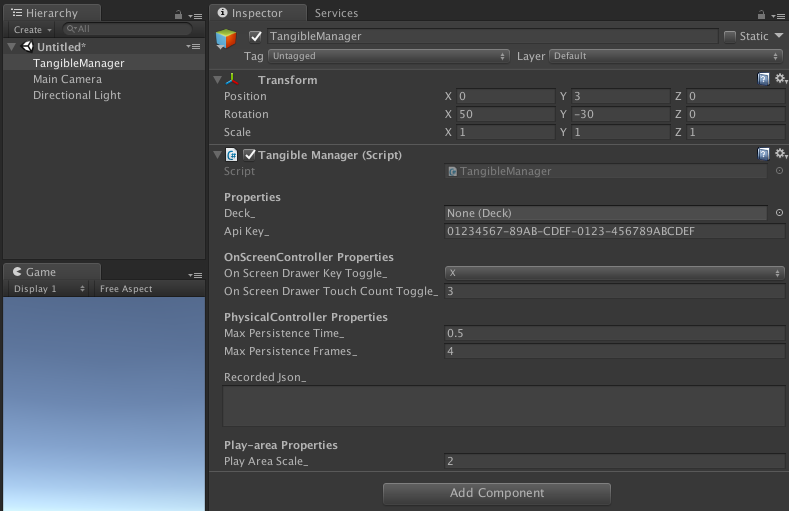 Hierarchy
Create
All
Untitled*
TangibleManager
Main Camera
Directional Light
Game
Display 1
Free Aspect
Inspector
Services
TangibleManager
Static
Tag
Untagged
Layer
Default
Transform
Position X 0 Y 3 Z 0
Rotation X 50 Y -30 Z 0
Scale X 1 Y 1 Z 1
Tangible Manager (Script)
Script TangibleManager
Properties
Deck_ None (Deck)
Api Key_ 01234567-89AB-CDEF-0123-456789ABCDEF
OnScreenController Properties
On Screen Drawer Key Toggle_ X
On Screen Drawer Touch Count Toggle_ 3
PhysicalController Properties
Max Persistence Time_ 0.5
Max Persistence Frames_ 4
Recorded Json_
Play-area Properties
Play Area Scale_ 2
Add Component